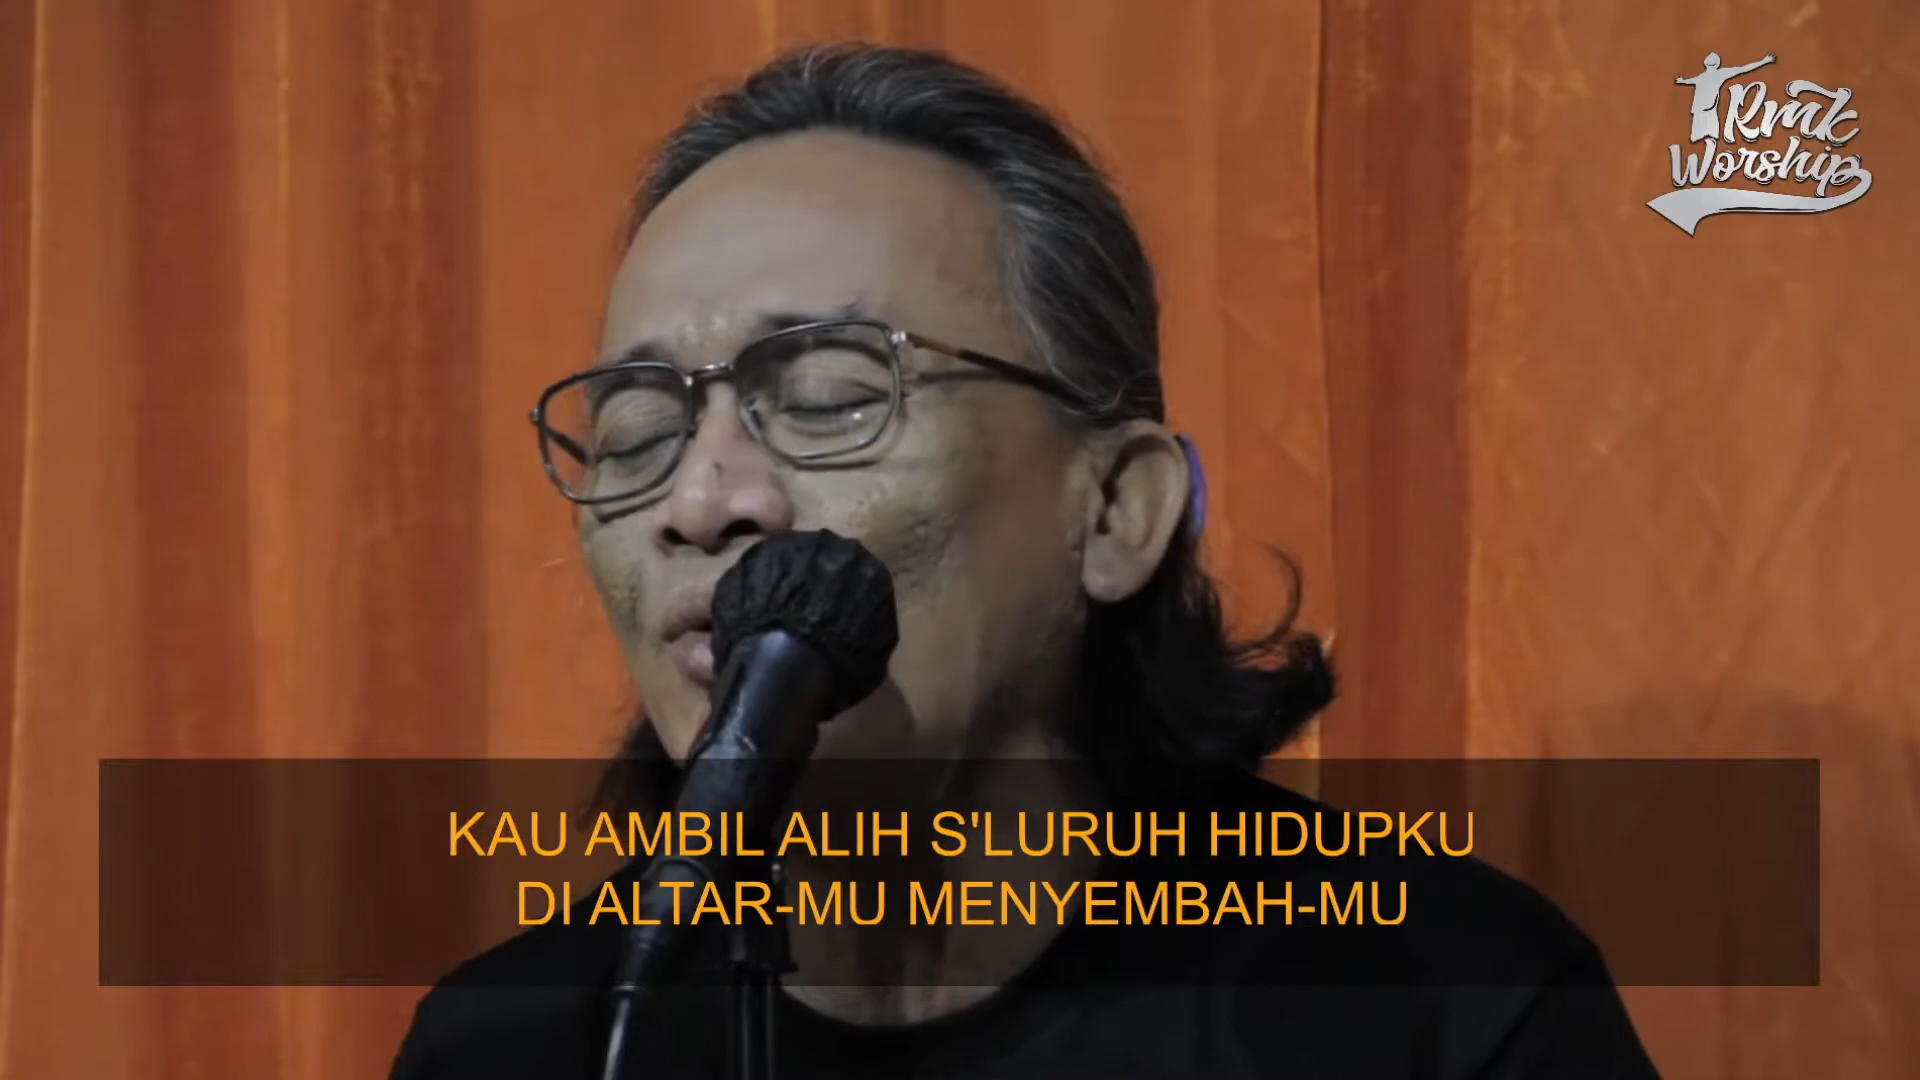 Rmk
Worship
KAU AMBIL ALIH S'LURUH HIDUPKU
DI ALTAR-MU MENYEMBAH-MU